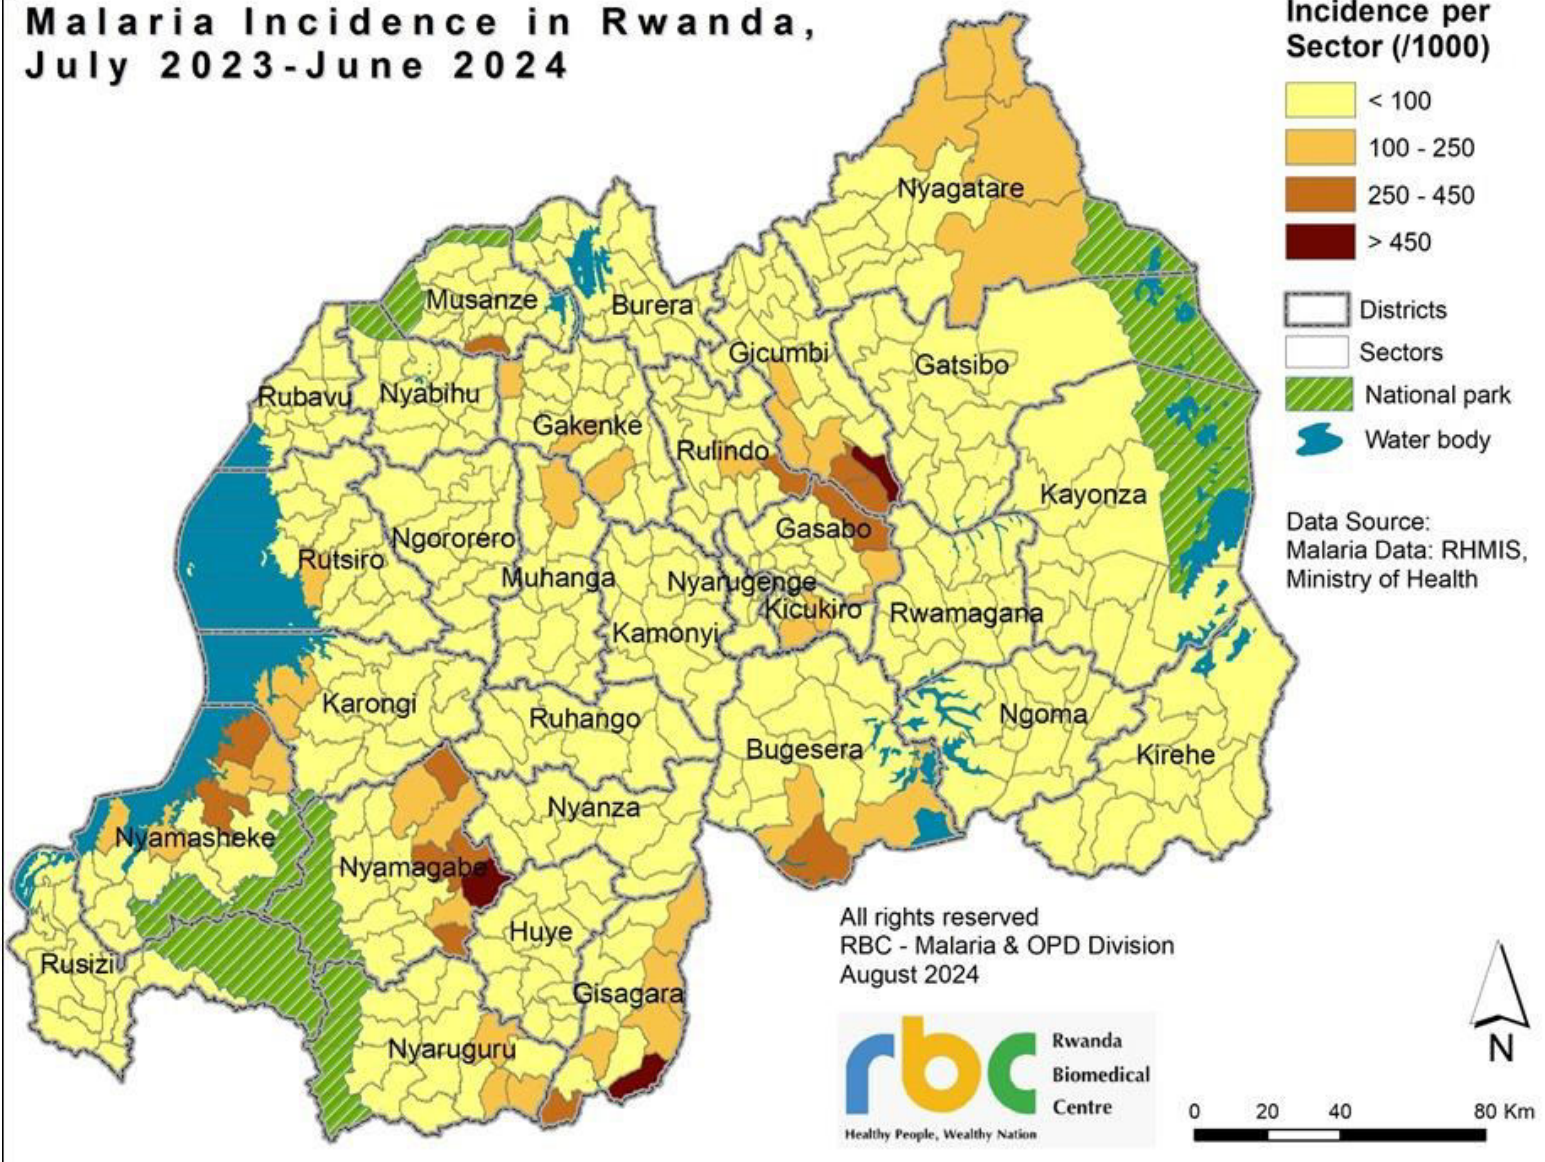 Malaria Incidence in Rwanda,
July 2023-June 2024
Incidence per
Sector (/1000)
< 100
100 - 250
250 - 450
> 450
Districts
Sectors
National park
Water body
Data Source:
Malaria Data: RHMIS,
Ministry of Health
Nyagatare
Musanze
Burera
Gicumbi
Gatsibo
Rubavu
Nyabihu
Gakenke
Rulindo
Kayonza
Gasabo
Ngororero
Rutsiro
Muhanga
Nyarugenge
Kicukiro
Rwamagana
Kamonyi
Karongi
Ruhango
Ngoma
Bugesera
Kirehe
Nyanza
Nyamasheke
Nyamagabe
Huye
Rusizi
Gisagara
Nyaruguru
All rights reserved
RBC - Malaria & OPD Division
August 2024
rbc
Rwanda
Biomedical
Centre
Healthy People, Wealthy Nation
N
0 20 40 80 Km